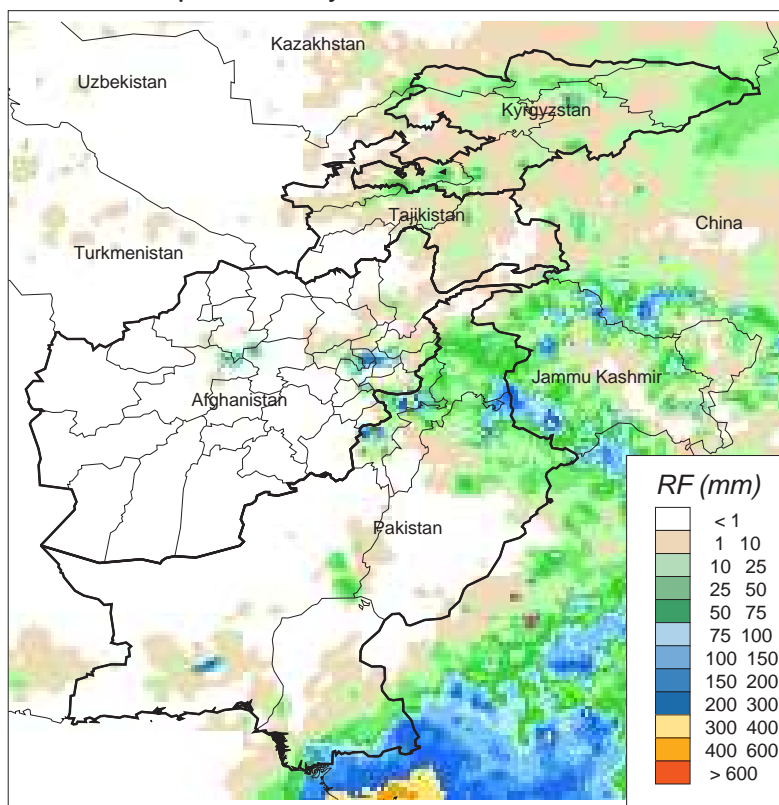 Kazakhstan
Uzbekistan
Kyrgyzstan
Tajikistan
China
Turkmenistan
Jammu Kashmir
Afghanistan
Pakistan
RF (mm)
< 1
1 10
10 25
25 50
50 75
75 100
100 150
150 200
200 300
300 400
400 600
> 600